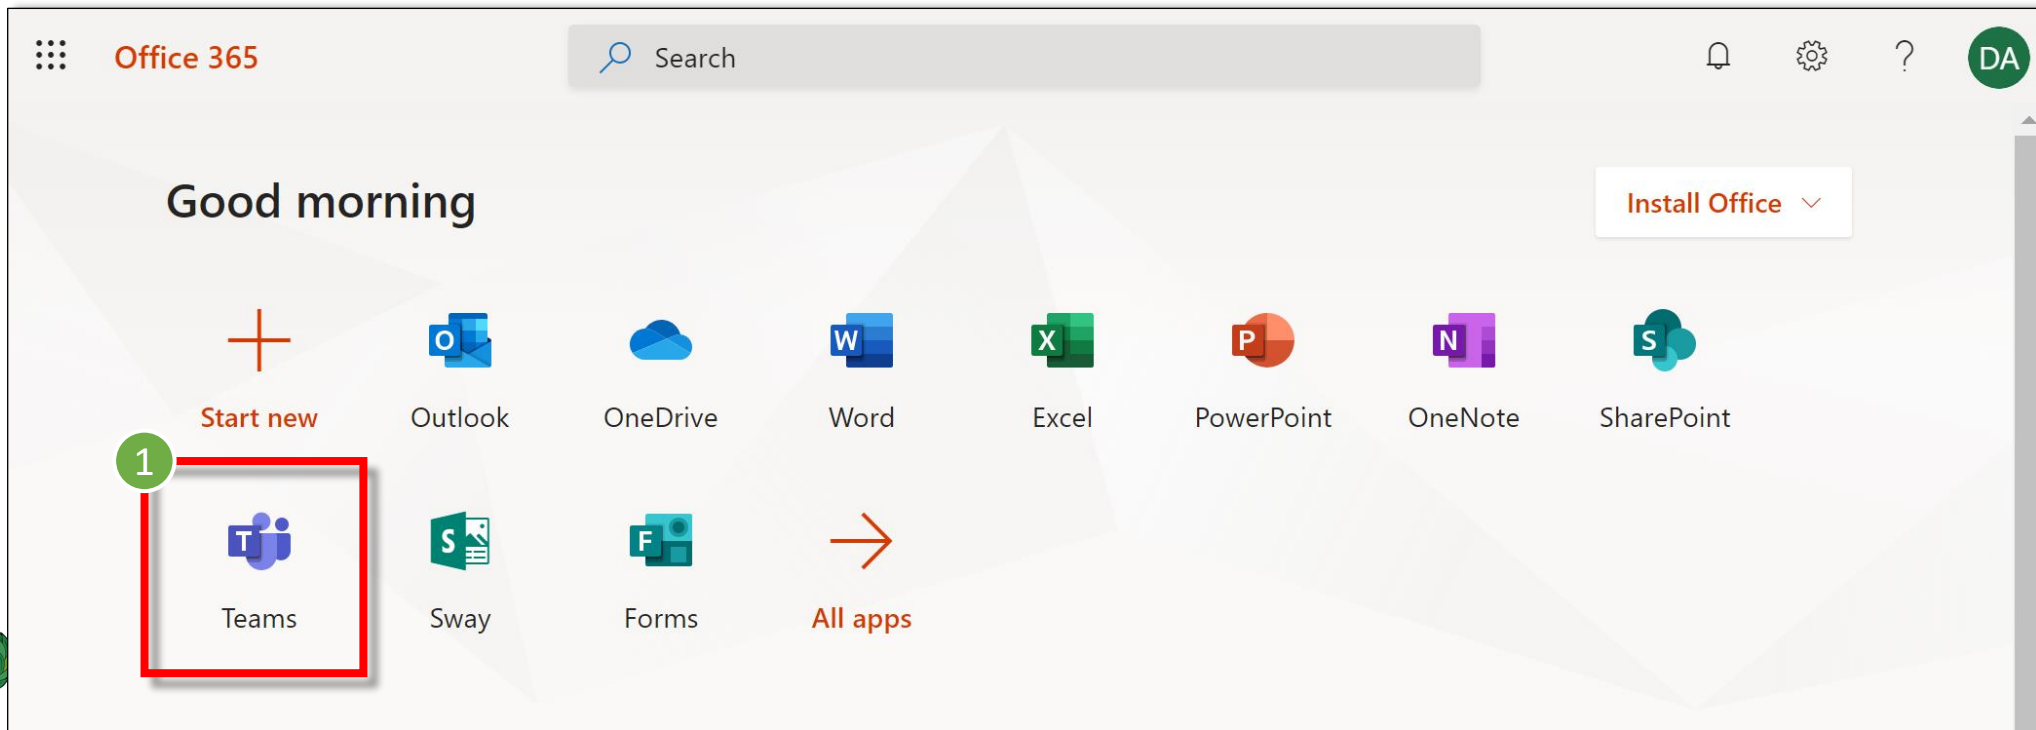 Office 365
Search
DA
Good morning
Install Office
Start new
Outlook
OneDrive
Word
Excel
PowerPoint
OneNote
SharePoint
1
Teams
Sway
Forms
All apps